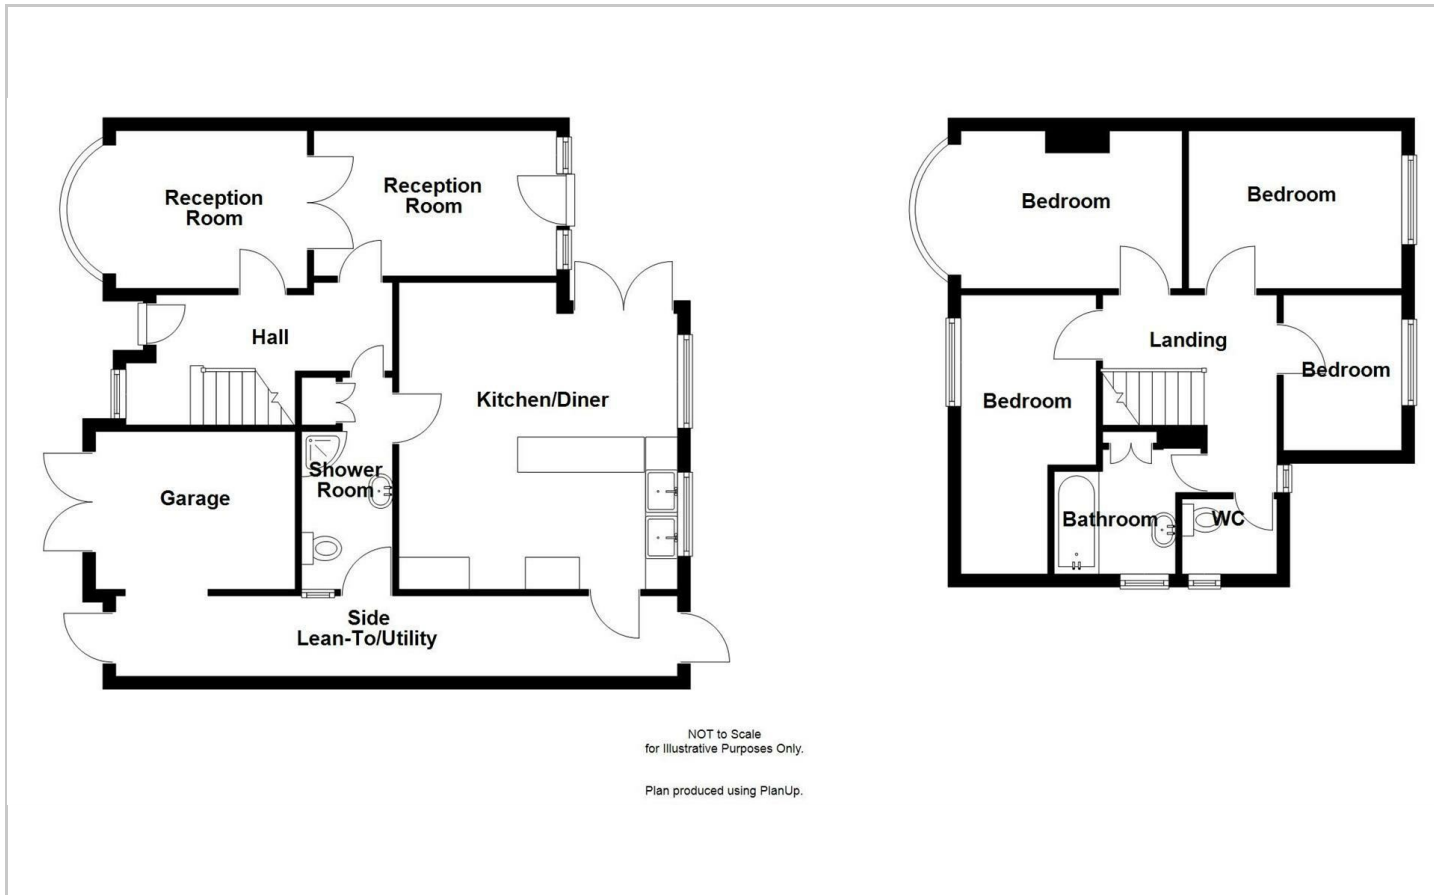 Reception
Room
Reception
Room
Hall
Kitchen/Diner
Shower
Room
Garage
Side
Lean-To/Utility
Bedroom
Bedroom
Landing
Bedroom
Bedroom
Bathroom
WC
NOT to Scale
for Illustrative Purposes Only.
Plan produced using PlanUp.